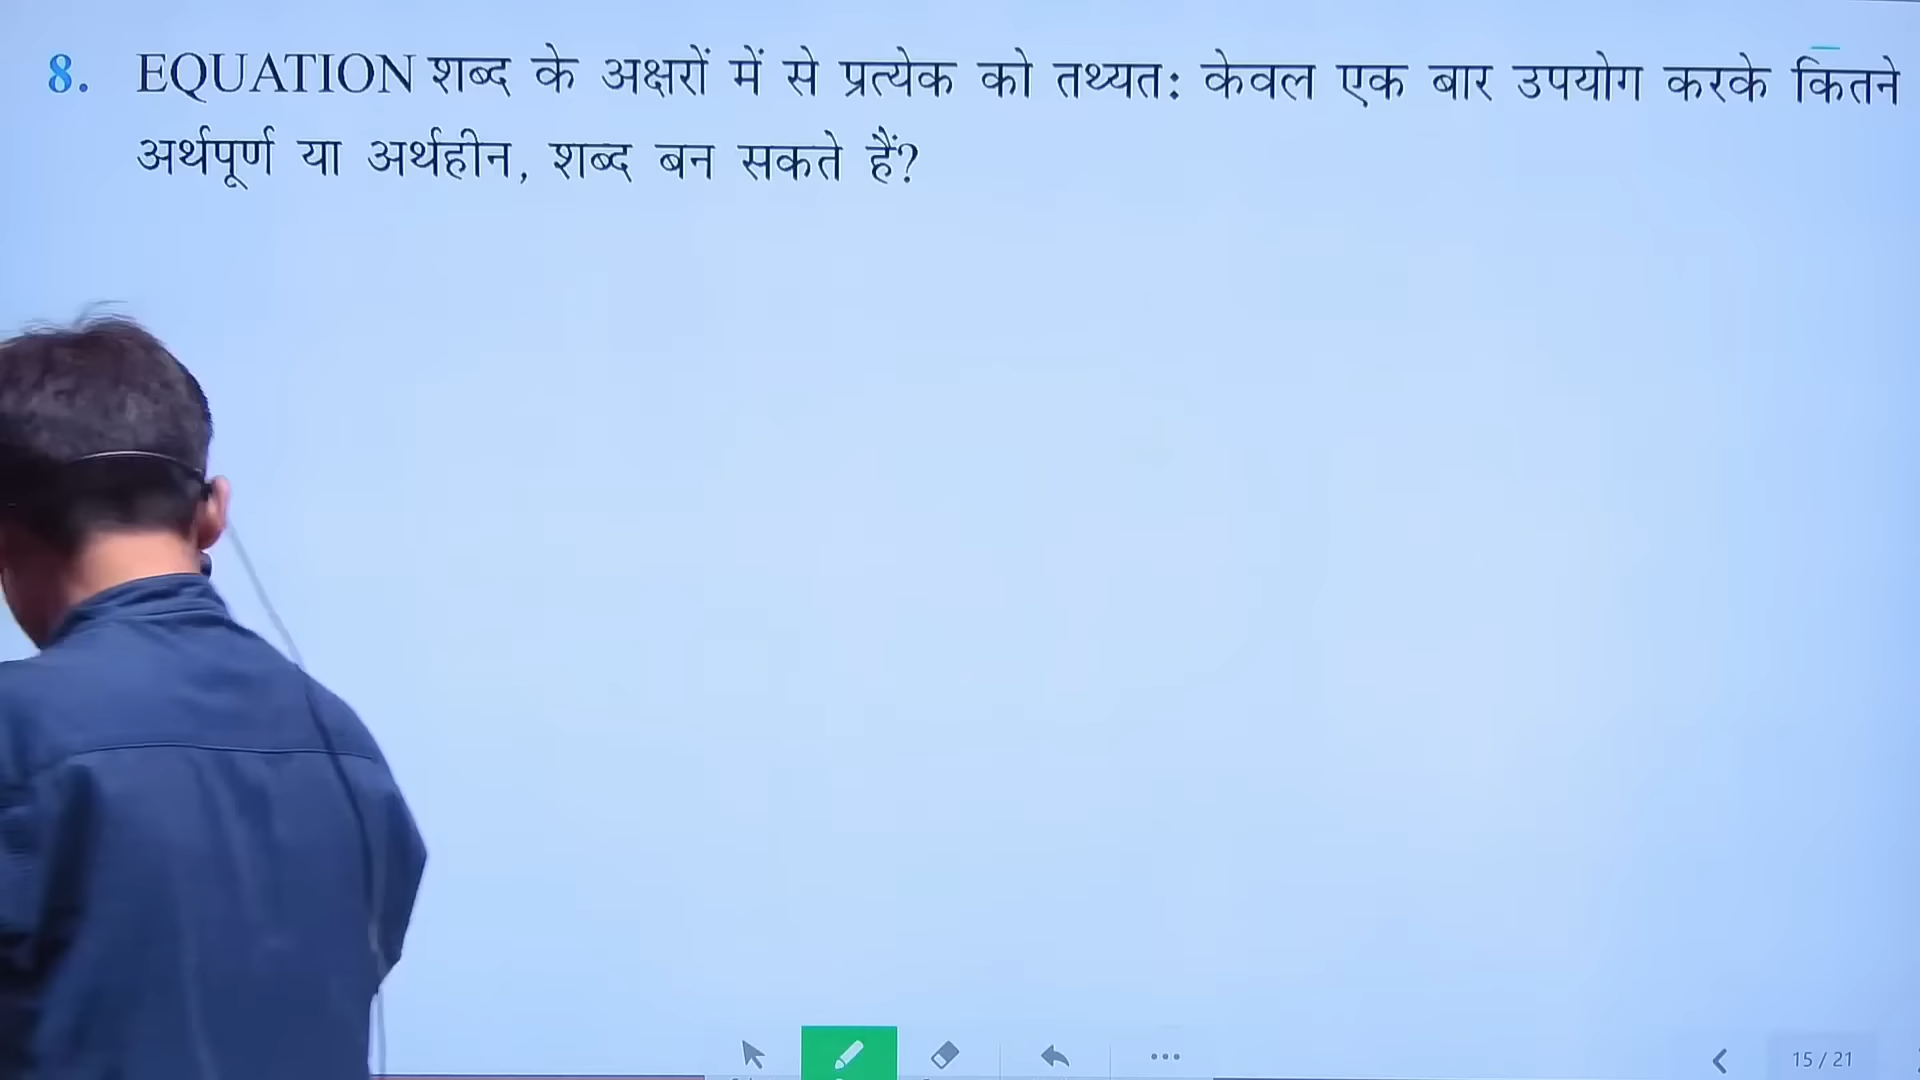 8. EQUATION शब्द के अक्षरों में से प्रत्येक को तथ्यत: केवल एक बार उपयोग करके कितने
अर्थपूर्ण या अर्थहीन, शब्द बन सकते हैं?
15 / 21